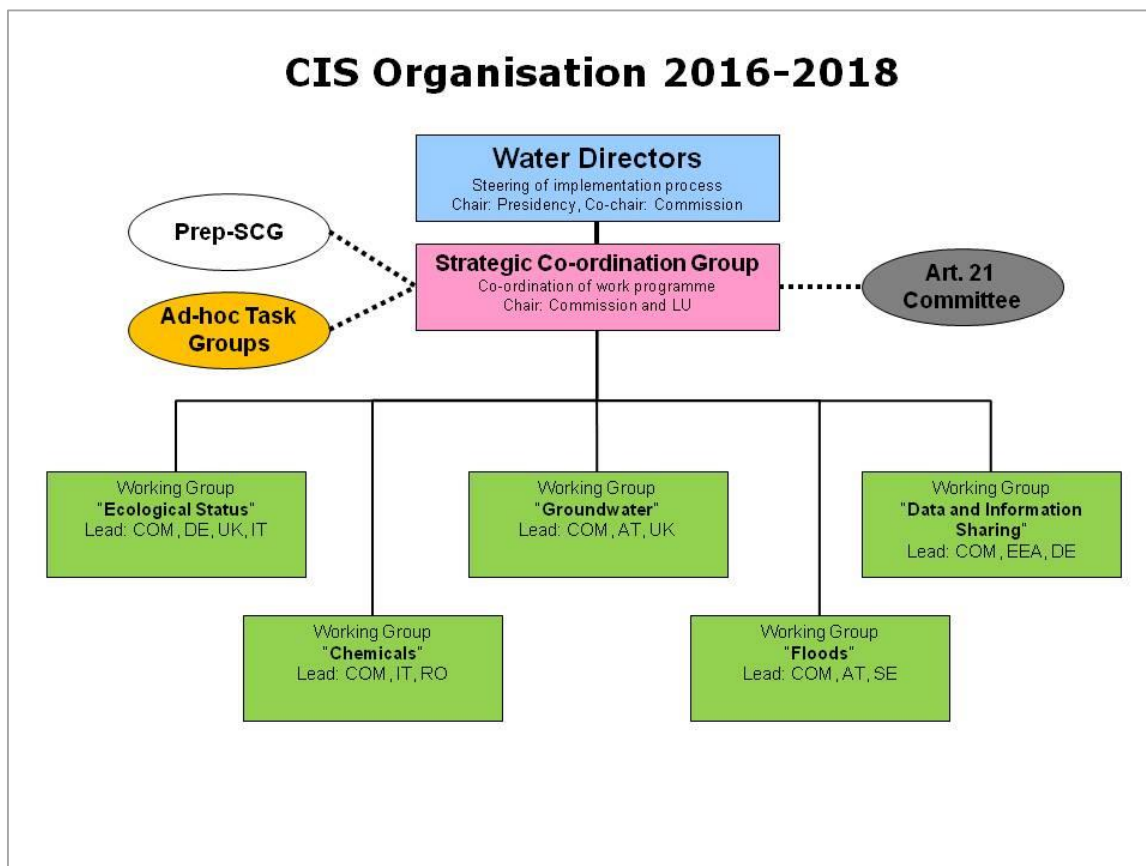 CIS Organisation 2016-2018
Water Directors
Steering of implementation process
Chair: Presidency, Co-chair: Commission
Prep-SCG
Strategic Co-ordination Group
Co-ordination of work programme
Chair: Commission and LU
Art. 21
Committee
Ad-hoc Task
Groups
Working Group
"Ecological Status"
Lead: COM, DE, UK, IT
Working Group
"Groundwater"
Lead: COM, AT, UK
Working Group
"Data and Information
Sharing"
Lead: COM, EEA, DE
Working Group
"Chemicals"
Lead: COM, IT, RO
Working Group
"Floods"
Lead: COM, AT, SE